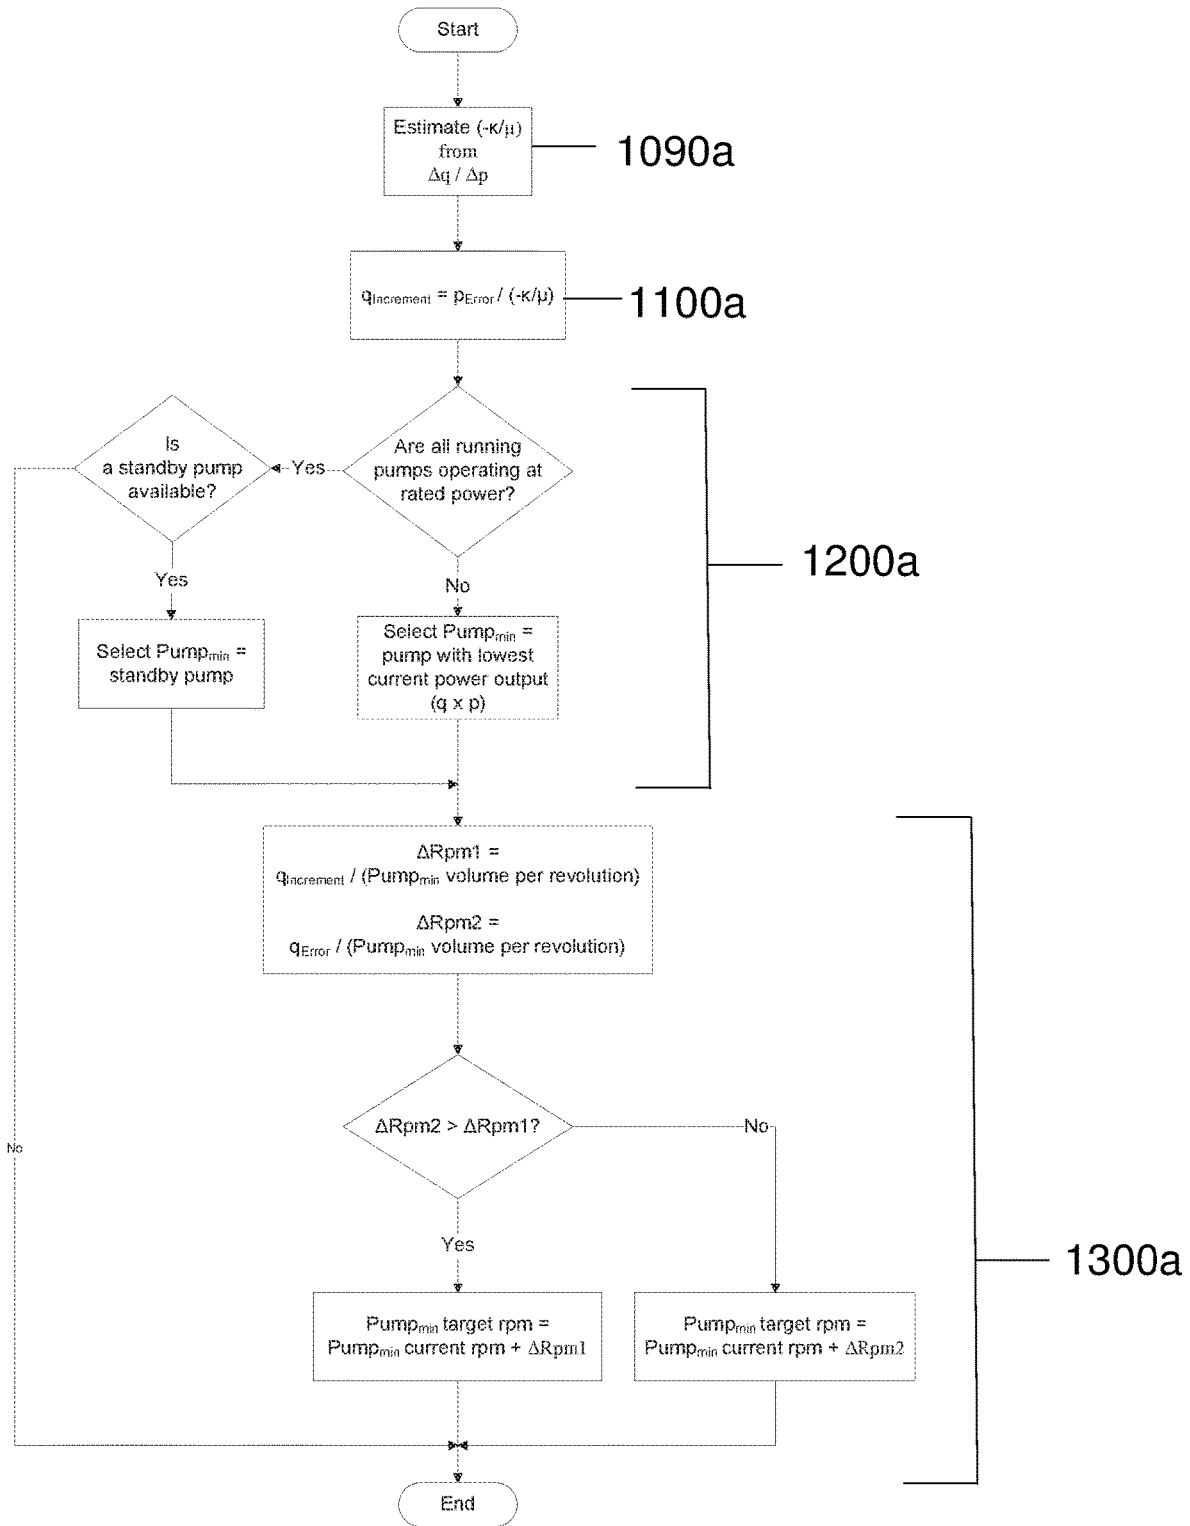 Start
Estimate (-κ/μ)
from
Δq / Δp
1090a
qIncrement = pError / (-κ/μ)
1100a
Is
a standby pump
available?
Yes
Are all running
pumps operating at
rated power?
1200a
Yes
No
Select Pumpmin =
standby pump
Select Pumpmin =
pump with lowest
current power output
(q x p)
ΔRpm1 =
qIncrement / (Pumpmin volume per revolution)
ΔRpm2 =
qError / (Pumpmin volume per revolution)
ΔRpm2 > ΔRpm1?
No
No
Yes
1300a
Pumpmin target rpm =
Pumpmin current rpm + ΔRpm1
Pumpmin target rpm =
Pumpmin current rpm + ΔRpm2
End